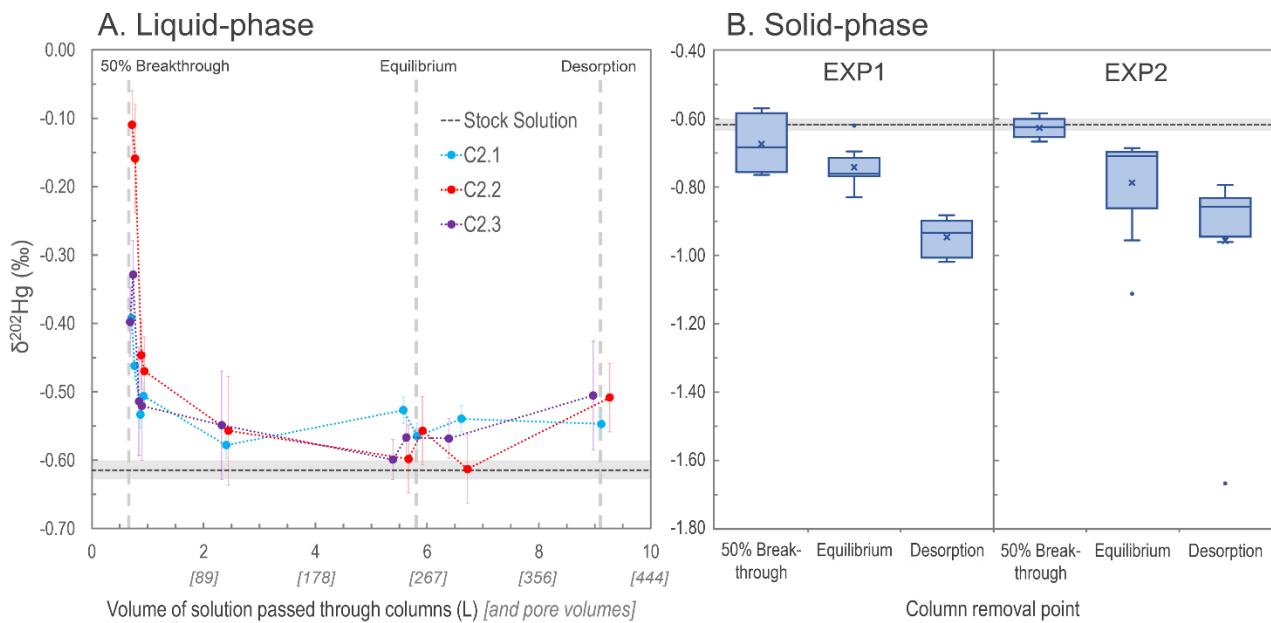 A. Liquid-phase
0.00
-0.10
-0.20
-0.30
-0.40
-0.50
-0.60
-0.70
δ²⁰²Hg (‰)
50% Breakthrough
Equilibrium
Desorption
Stock Solution
C2.1
C2.2
C2.3
0 2 4 6 8 10
[89] [178] [267] [356] [444]
Volume of solution passed through columns (L) [and pore volumes]
B. Solid-phase
-0.40
-0.60
-0.80
-1.00
-1.20
-1.40
-1.60
-1.80
EXP1
EXP2
50% Break-
through
Equilibrium
Desorption
50% Break-
through
Equilibrium
Desorption
Column removal point